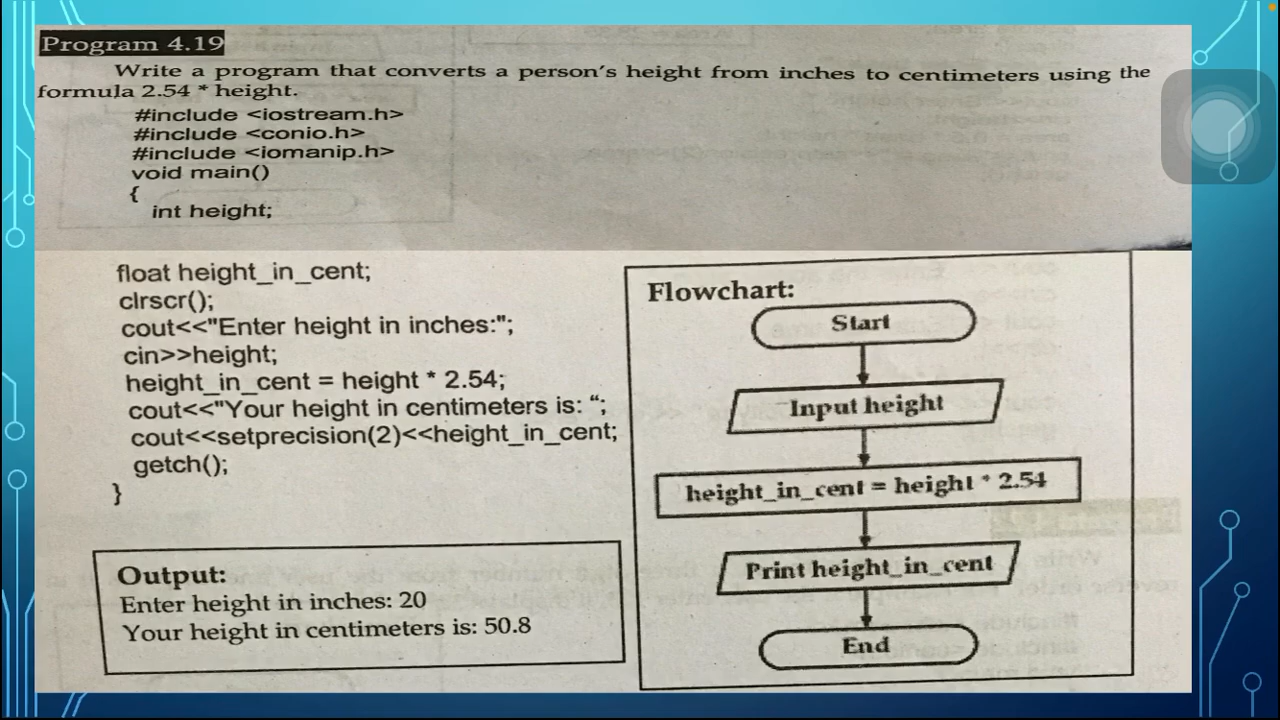 Program 4.19
Write a program that converts a person's height from inches to centimeters using the
formula 2.54 * height.
#include <iostream.h>
#include <conio.h>
#include <iomanip.h>
void main()
{
int height;
float height_in_cent;
clrscr();
cout<<"Enter height in inches:";
cin>>height;
height_in_cent = height * 2.54;
cout<<"Your height in centimeters is: “;
cout<<setprecision(2)<<height_in_cent;
getch();
}
Output:
Enter height in inches: 20
Your height in centimeters is: 50.8
Flowchart:
Start
Input height
height_in_cent = height * 2.54
Print height_in_cent
End